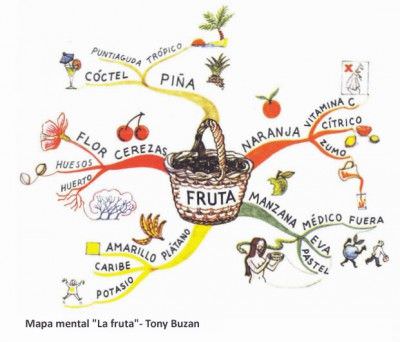 PUNTIAGUDA
TRÓPICO
CÓCTEL
PIÑA
FLOR
CEREZAS
HUESOS
HUERTO
NARANJA
VITAMINA C
CÍTRICO
ZUMO
FRUTA
MANZANA
MÉDICO FUERA
EVA
PASTEL
AMARILLO
PLÁTANO
CARIBE
POTASIO
Mapa mental "La fruta"- Tony Buzan